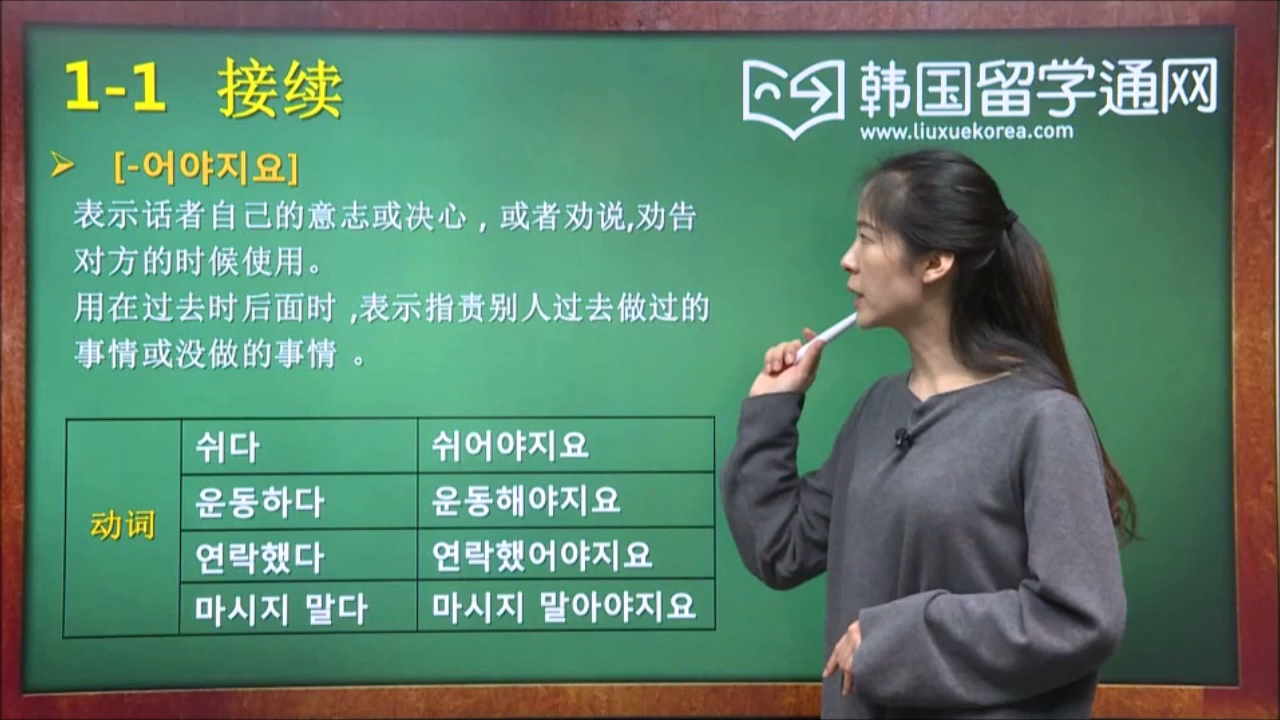 1-1 接续
韩国留学通网
www.liuxuekorea.com
[-어야지요]
表示话者自己的意志或决心，或者劝说,劝告
对方的时候使用。
用在过去时后面时 ,表示指责别人过去做过的
事情或没做的事情 。
动词
쉬다 쉬어야지요
운동하다 운동해야지요
연락했다 연락했어야지요
마시지 말다 마시지 말아야지요